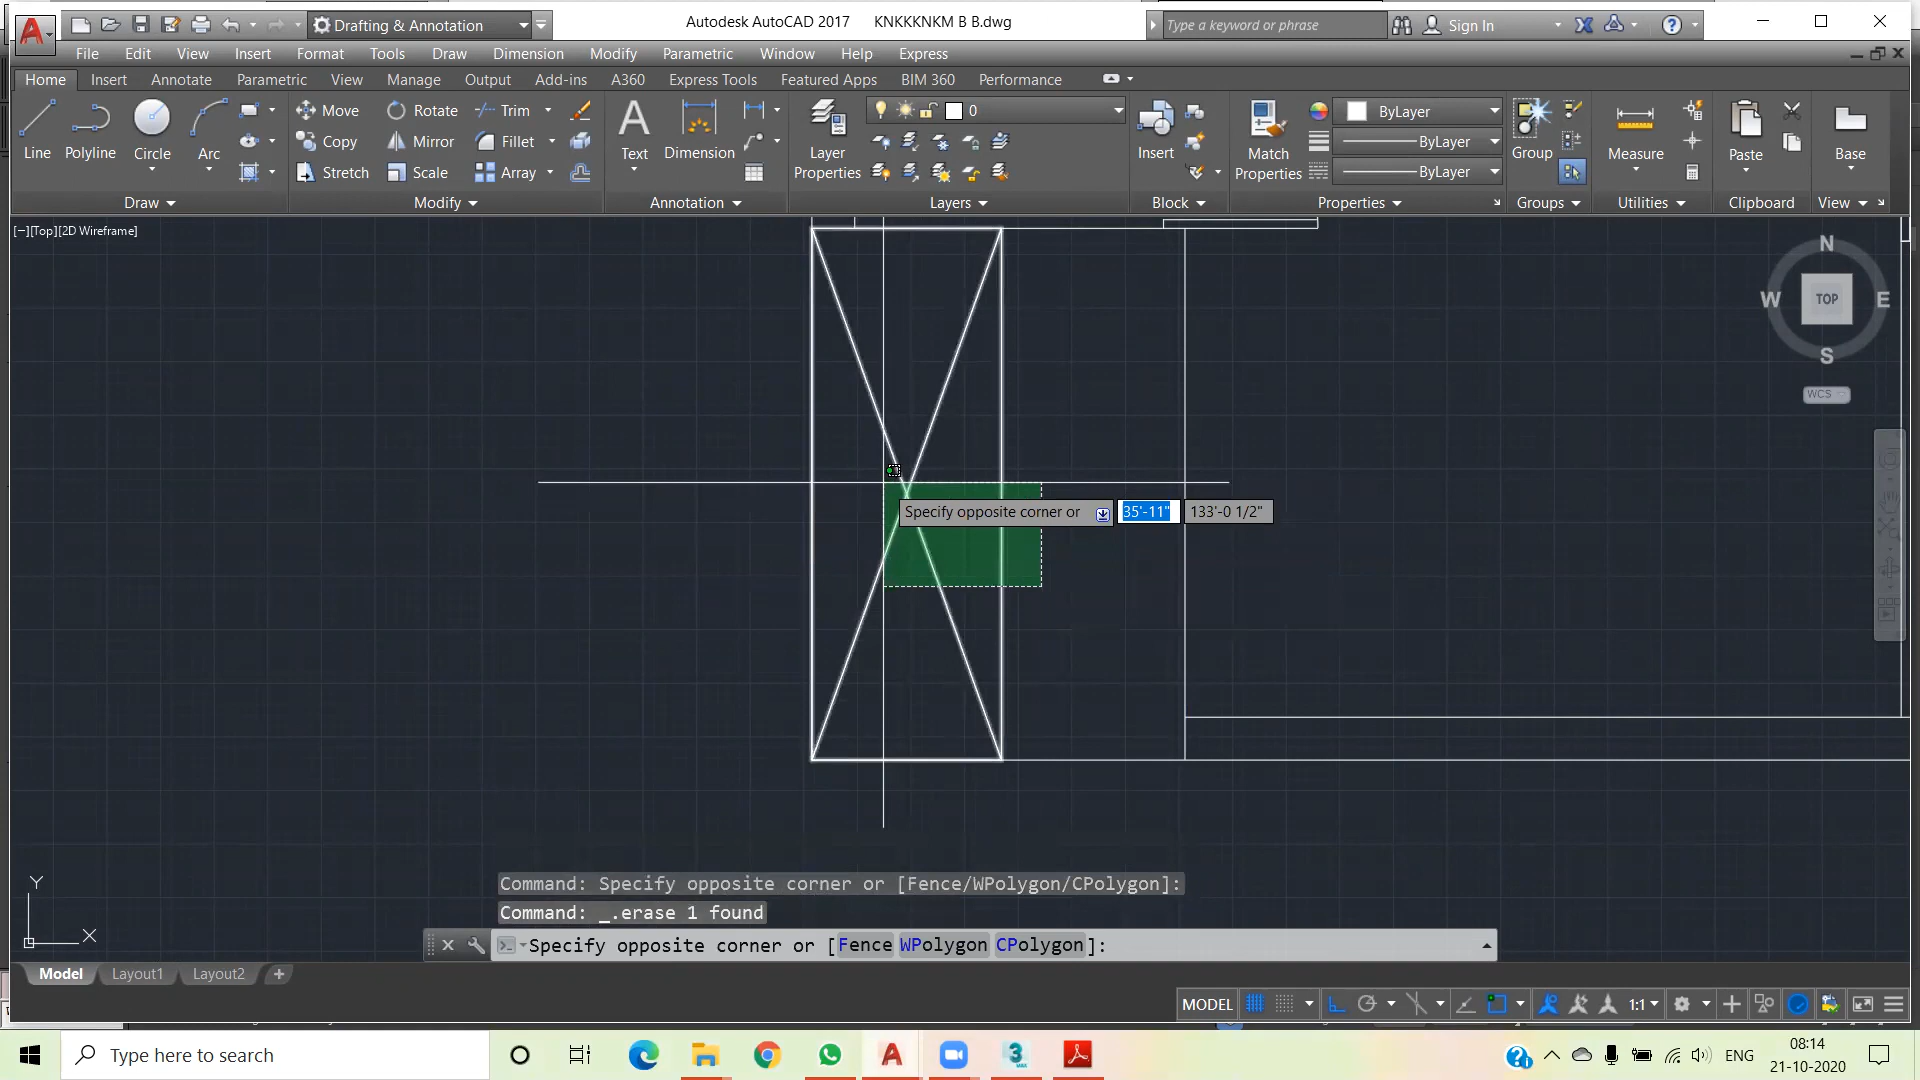 Drafting & Annotation
Autodesk AutoCAD 2017 KNKKKNKM B B.dwg
Type a keyword or phrase
Sign In
File Edit View Insert Format Tools Draw Dimension Modify Parametric Window Help Express
Home Insert Annotate Parametric View Manage Output Add-ins A360 Express Tools Featured Apps BIM 360 Performance
Move Rotate Trim
0
ByLayer
Copy Mirror Fillet
ByLayer
Line Polyline Circle Arc
Text Dimension
Layer
Properties
Insert
Match
Properties
Group
Measure
Paste
Base
Stretch Scale Array
ByLayer
Draw Modify Annotation Layers Block Properties Groups Utilities Clipboard View
[−][Top][2D Wireframe]
N
W TOP E
S
WCS
Specify opposite corner or 35'-11" 133'-0 1/2"
Y
X
Command: Specify opposite corner or [Fence/WPolygon/CPolygon]:
Command: _.erase 1 found
Specify opposite corner or [Fence WPolygon CPolygon]:
Model Layout1 Layout2 +
MODEL 1:1
Type here to search
ENG
08:14
21-10-2020